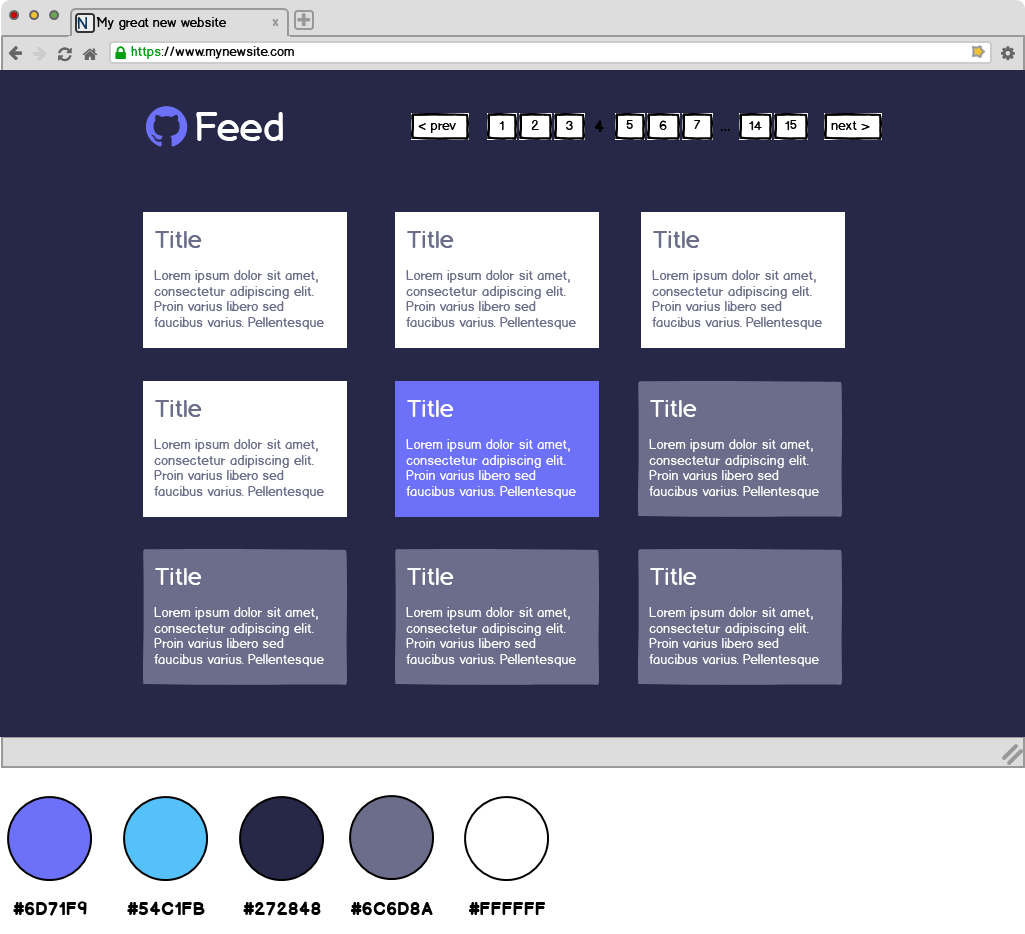 N My great new website x
https://www.mynewsite.com
Feed
< prev 1 2 3 4 5 6 7 ... 14 15 next >
Title Title Title
Lorem ipsum dolor sit amet, Lorem ipsum dolor sit amet, Lorem ipsum dolor sit amet,
consectetur adipiscing elit. consectetur adipiscing elit. consectetur adipiscing elit.
Proin varius libero sed Proin varius libero sed Proin varius libero sed
faucibus varius. Pellentesque faucibus varius. Pellentesque faucibus varius. Pellentesque
Title Title Title
Lorem ipsum dolor sit amet, Lorem ipsum dolor sit amet, Lorem ipsum dolor sit amet,
consectetur adipiscing elit. consectetur adipiscing elit. consectetur adipiscing elit.
Proin varius libero sed Proin varius libero sed Proin varius libero sed
faucibus varius. Pellentesque faucibus varius. Pellentesque faucibus varius. Pellentesque
Title Title Title
Lorem ipsum dolor sit amet, Lorem ipsum dolor sit amet, Lorem ipsum dolor sit amet,
consectetur adipiscing elit. consectetur adipiscing elit. consectetur adipiscing elit.
Proin varius libero sed Proin varius libero sed Proin varius libero sed
faucibus varius. Pellentesque faucibus varius. Pellentesque faucibus varius. Pellentesque
#6D71F9 #54C1FB #272848 #6C6D8A #FFFFFF